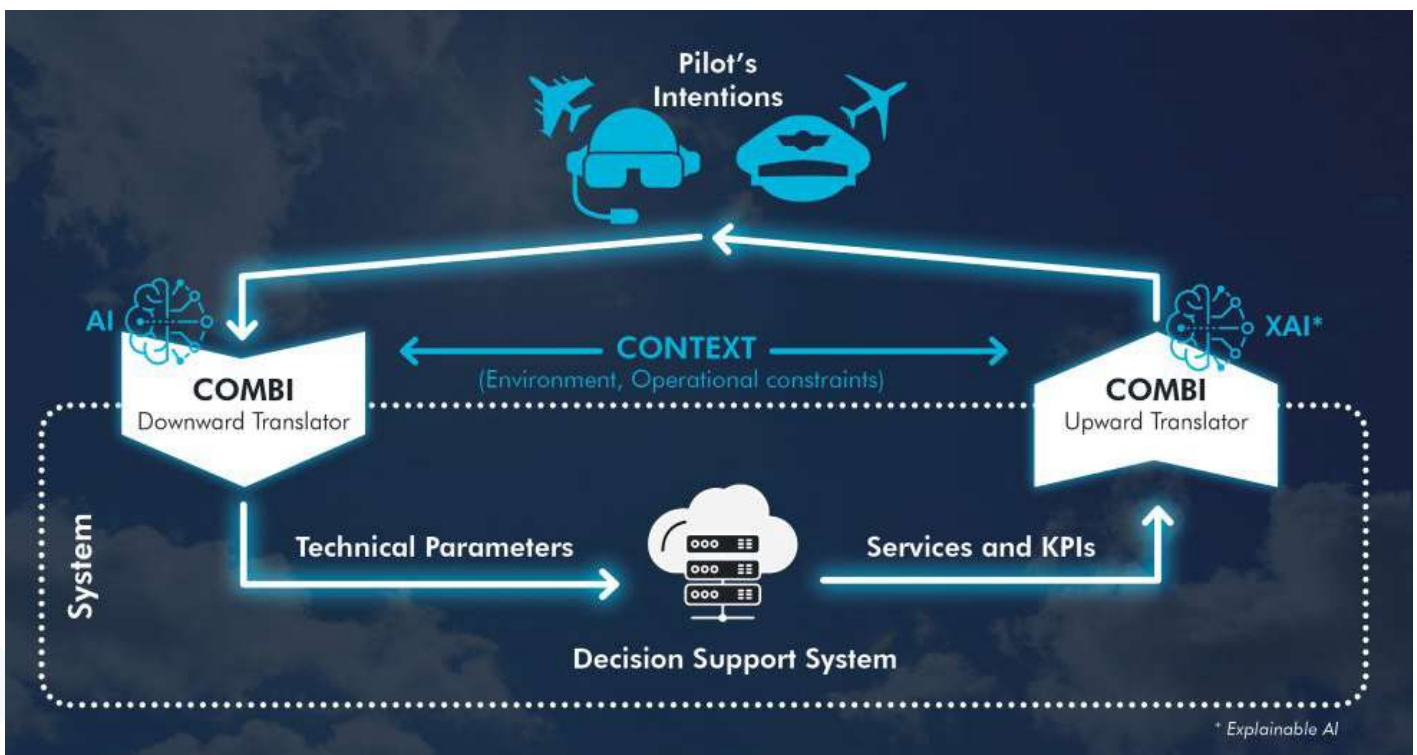 Pilot's
Intentions
AI
XAI*
CONTEXT
(Environment, Operational constraints)
COMBI
Downward Translator
COMBI
Upward Translator
System
Technical Parameters
Services and KPIs
Decision Support System
* Explainable AI